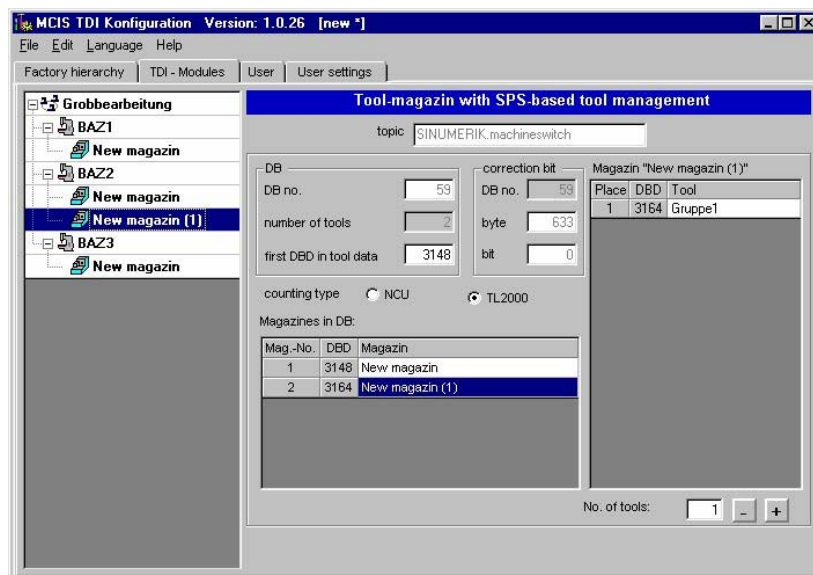 MCIS TDI Konfiguration Version: 1.0.26 [new *]
File Edit Language Help
Factory hierarchy TDI - Modules User User settings
Grobbearbeitung
BAZ1
New magazin
BAZ2
New magazin
New magazin (1)
BAZ3
New magazin
Tool-magazin with SPS-based tool management
topic SINUMERIK.machineswitch
DB
DB no. 59
number of tools 2
first DBD in tool data 3148
correction bit
DB no. 59
byte 633
bit 0
counting type NCU TL2000
Magazines in DB:
Mag.-No. DBD Magazin
1 3148 New magazin
2 3164 New magazin (1)
Magazin "New magazin (1)"
Place DBD Tool
1 3164 Gruppe1
No. of tools: 1 - +